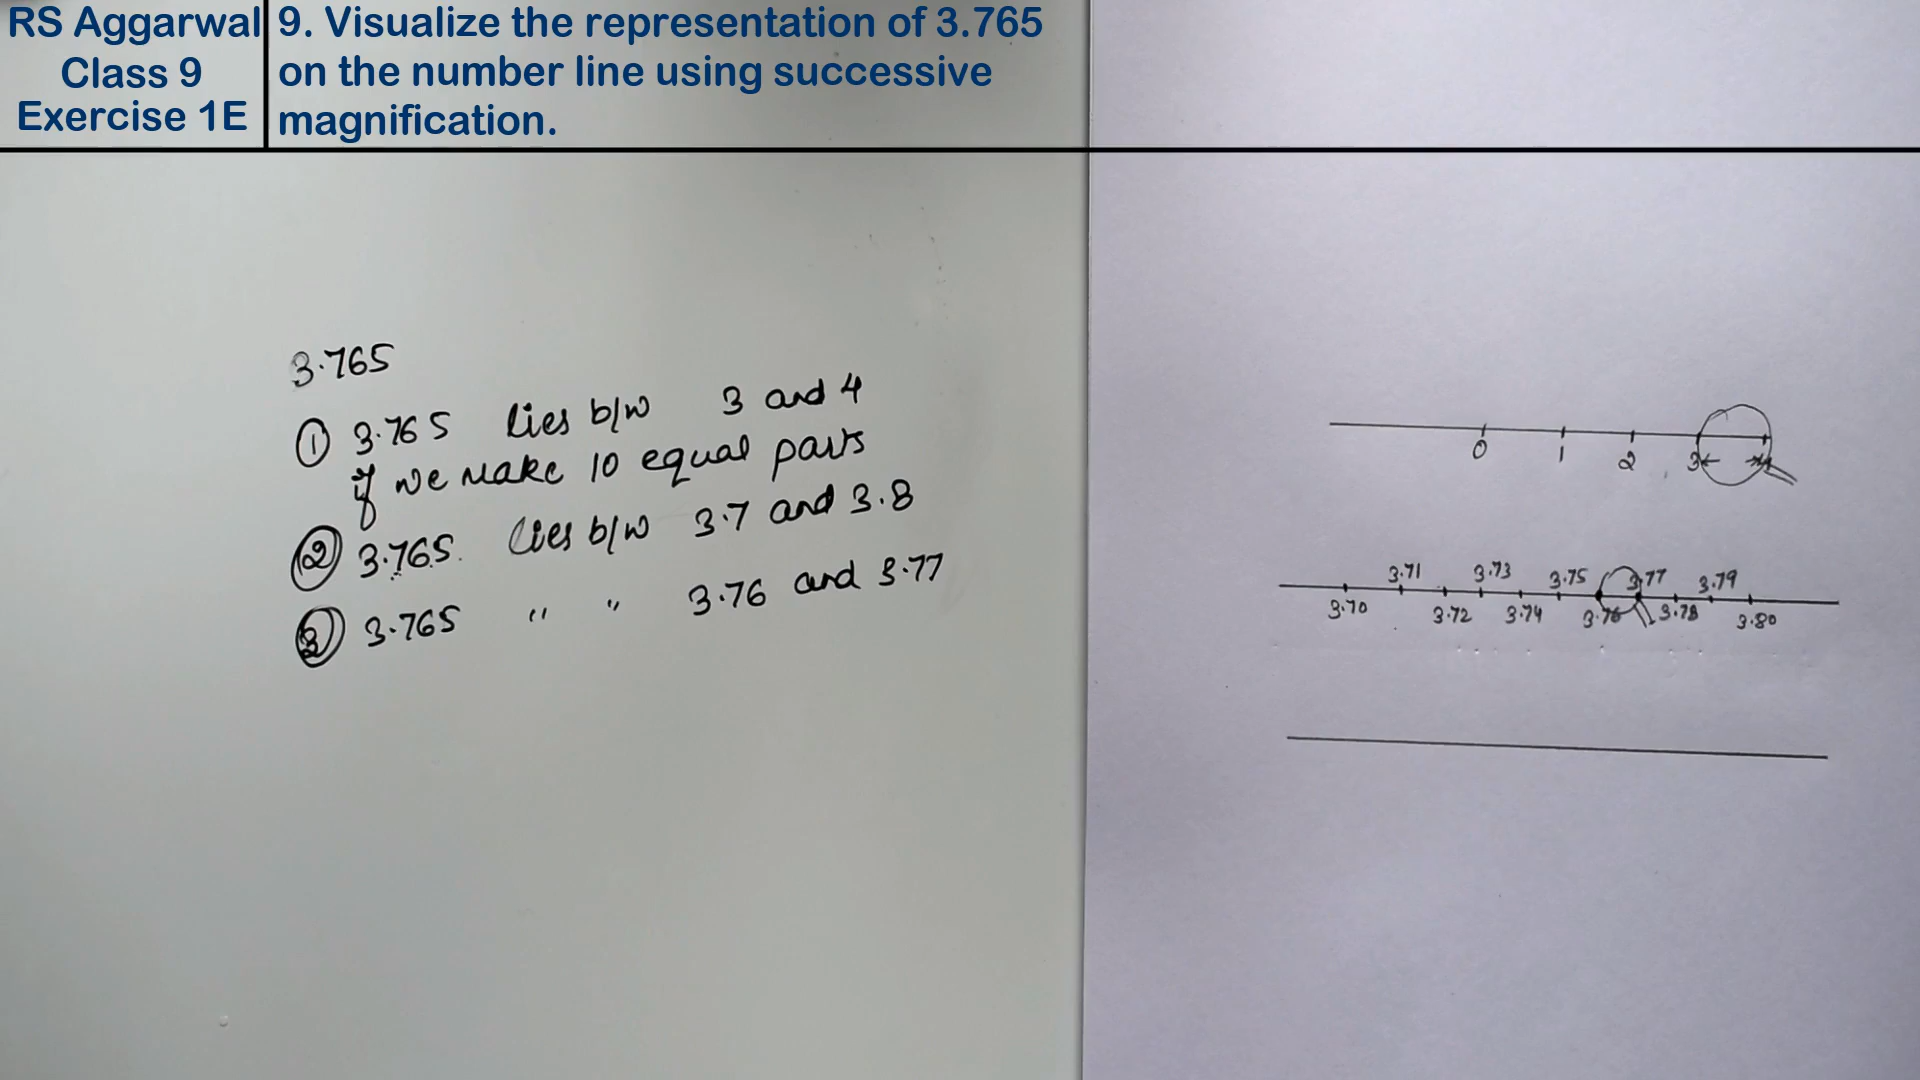 RS Aggarwal
Class 9
Exercise 1E
9. Visualize the representation of 3.765
on the number line using successive
magnification.
3.765
① 3.765 lies b/w 3 and 4
if we make 10 equal parts
② 3.765. lies b/w 3.7 and 3.8
③ 3.765 " " 3.76 and 3.77
0 1 2 3
3.71 3.73 3.75 3.77 3.79
3.70 3.72 3.74 3.76 3.78 3.80